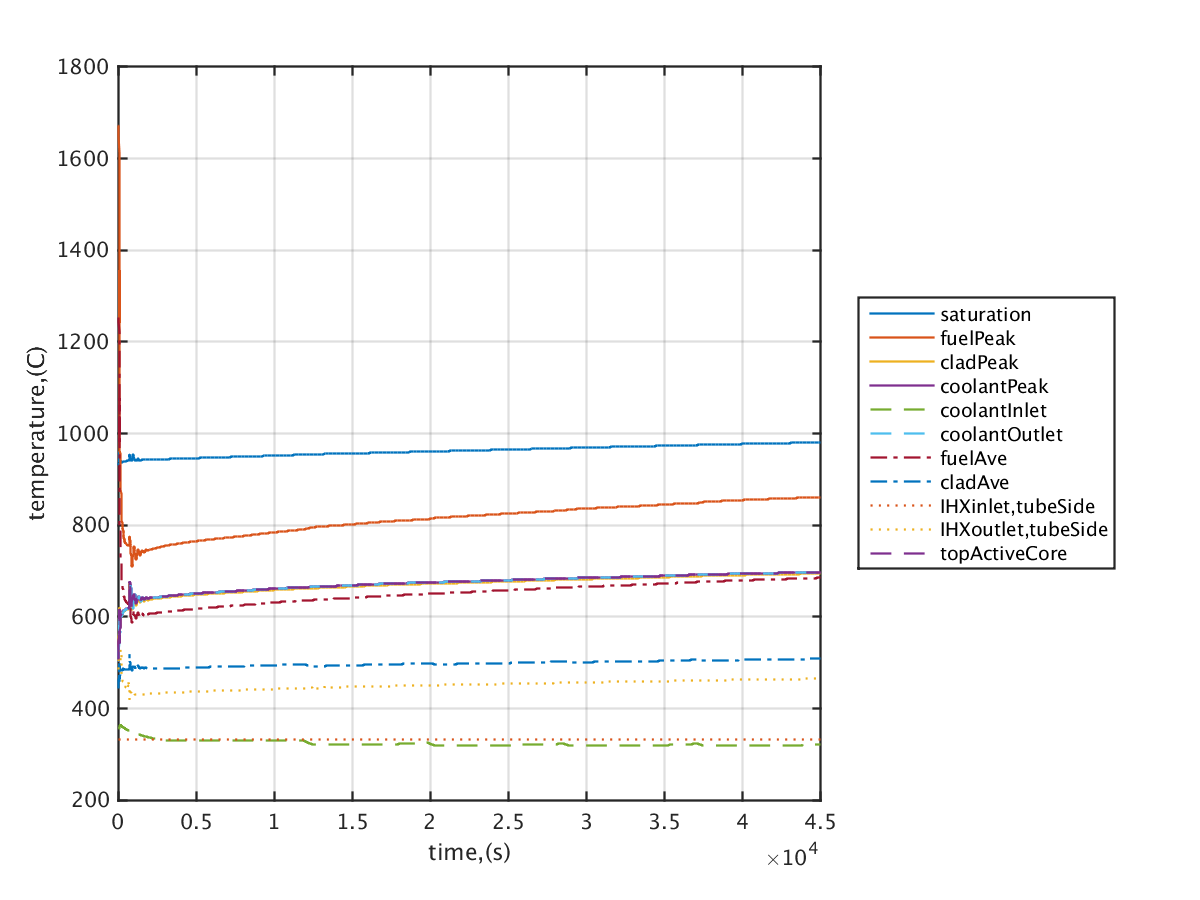 1800
1600
1400
1200
1000
800
600
400
200
temperature,(C)
0 0.5 1 1.5 2 2.5 3 3.5 4 4.5
time,(s)
×10^4
saturation
fuelPeak
cladPeak
coolantPeak
coolantInlet
coolantOutlet
fuelAve
cladAve
IHXinlet,tubeSide
IHXoutlet,tubeSide
topActiveCore